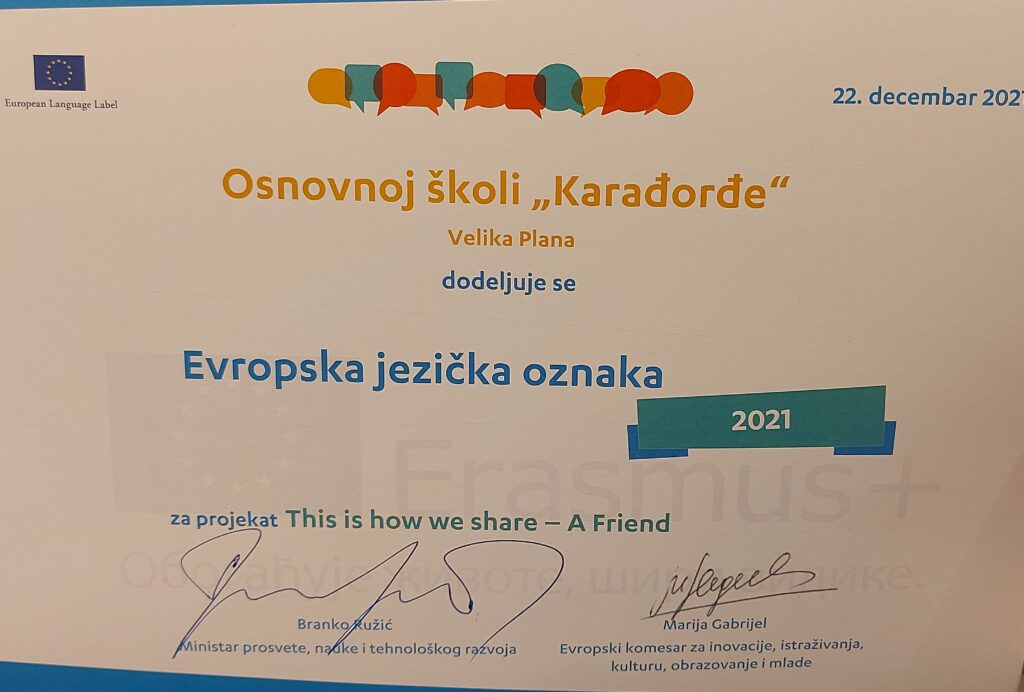 European Language Label
22. decembar 2021
Osnovnoj školi „Karađorđe“
Velika Plana
dodeljuje se
Evropska jezička oznaka
2021
Erasmus+
za projekat This is how we share – A Friend
Branko Ružić
Ministar prosvete, nauke i tehnološkog razvoja
Marija Gabrijel
Evropski komesar za inovacije, istraživanja,
kulturu, obrazovanje i mlade